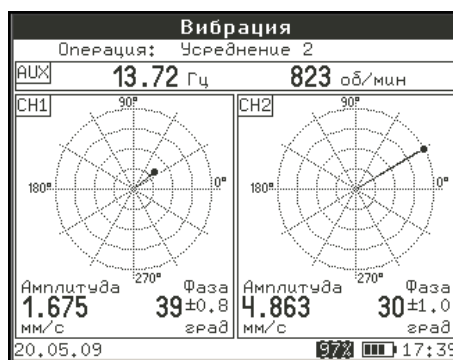 Вибрация
Операция: Усреднение 2
AUX 13.72 Гц 823 об/мин
CH1 90° CH2 90°
180° 0° 180° 0°
270° 270°
Амплитуда Фаза Амплитуда Фаза
1.675 39±0.8 4.863 30±1.0
мм/с град мм/с град
20.05.09 97% 17:39